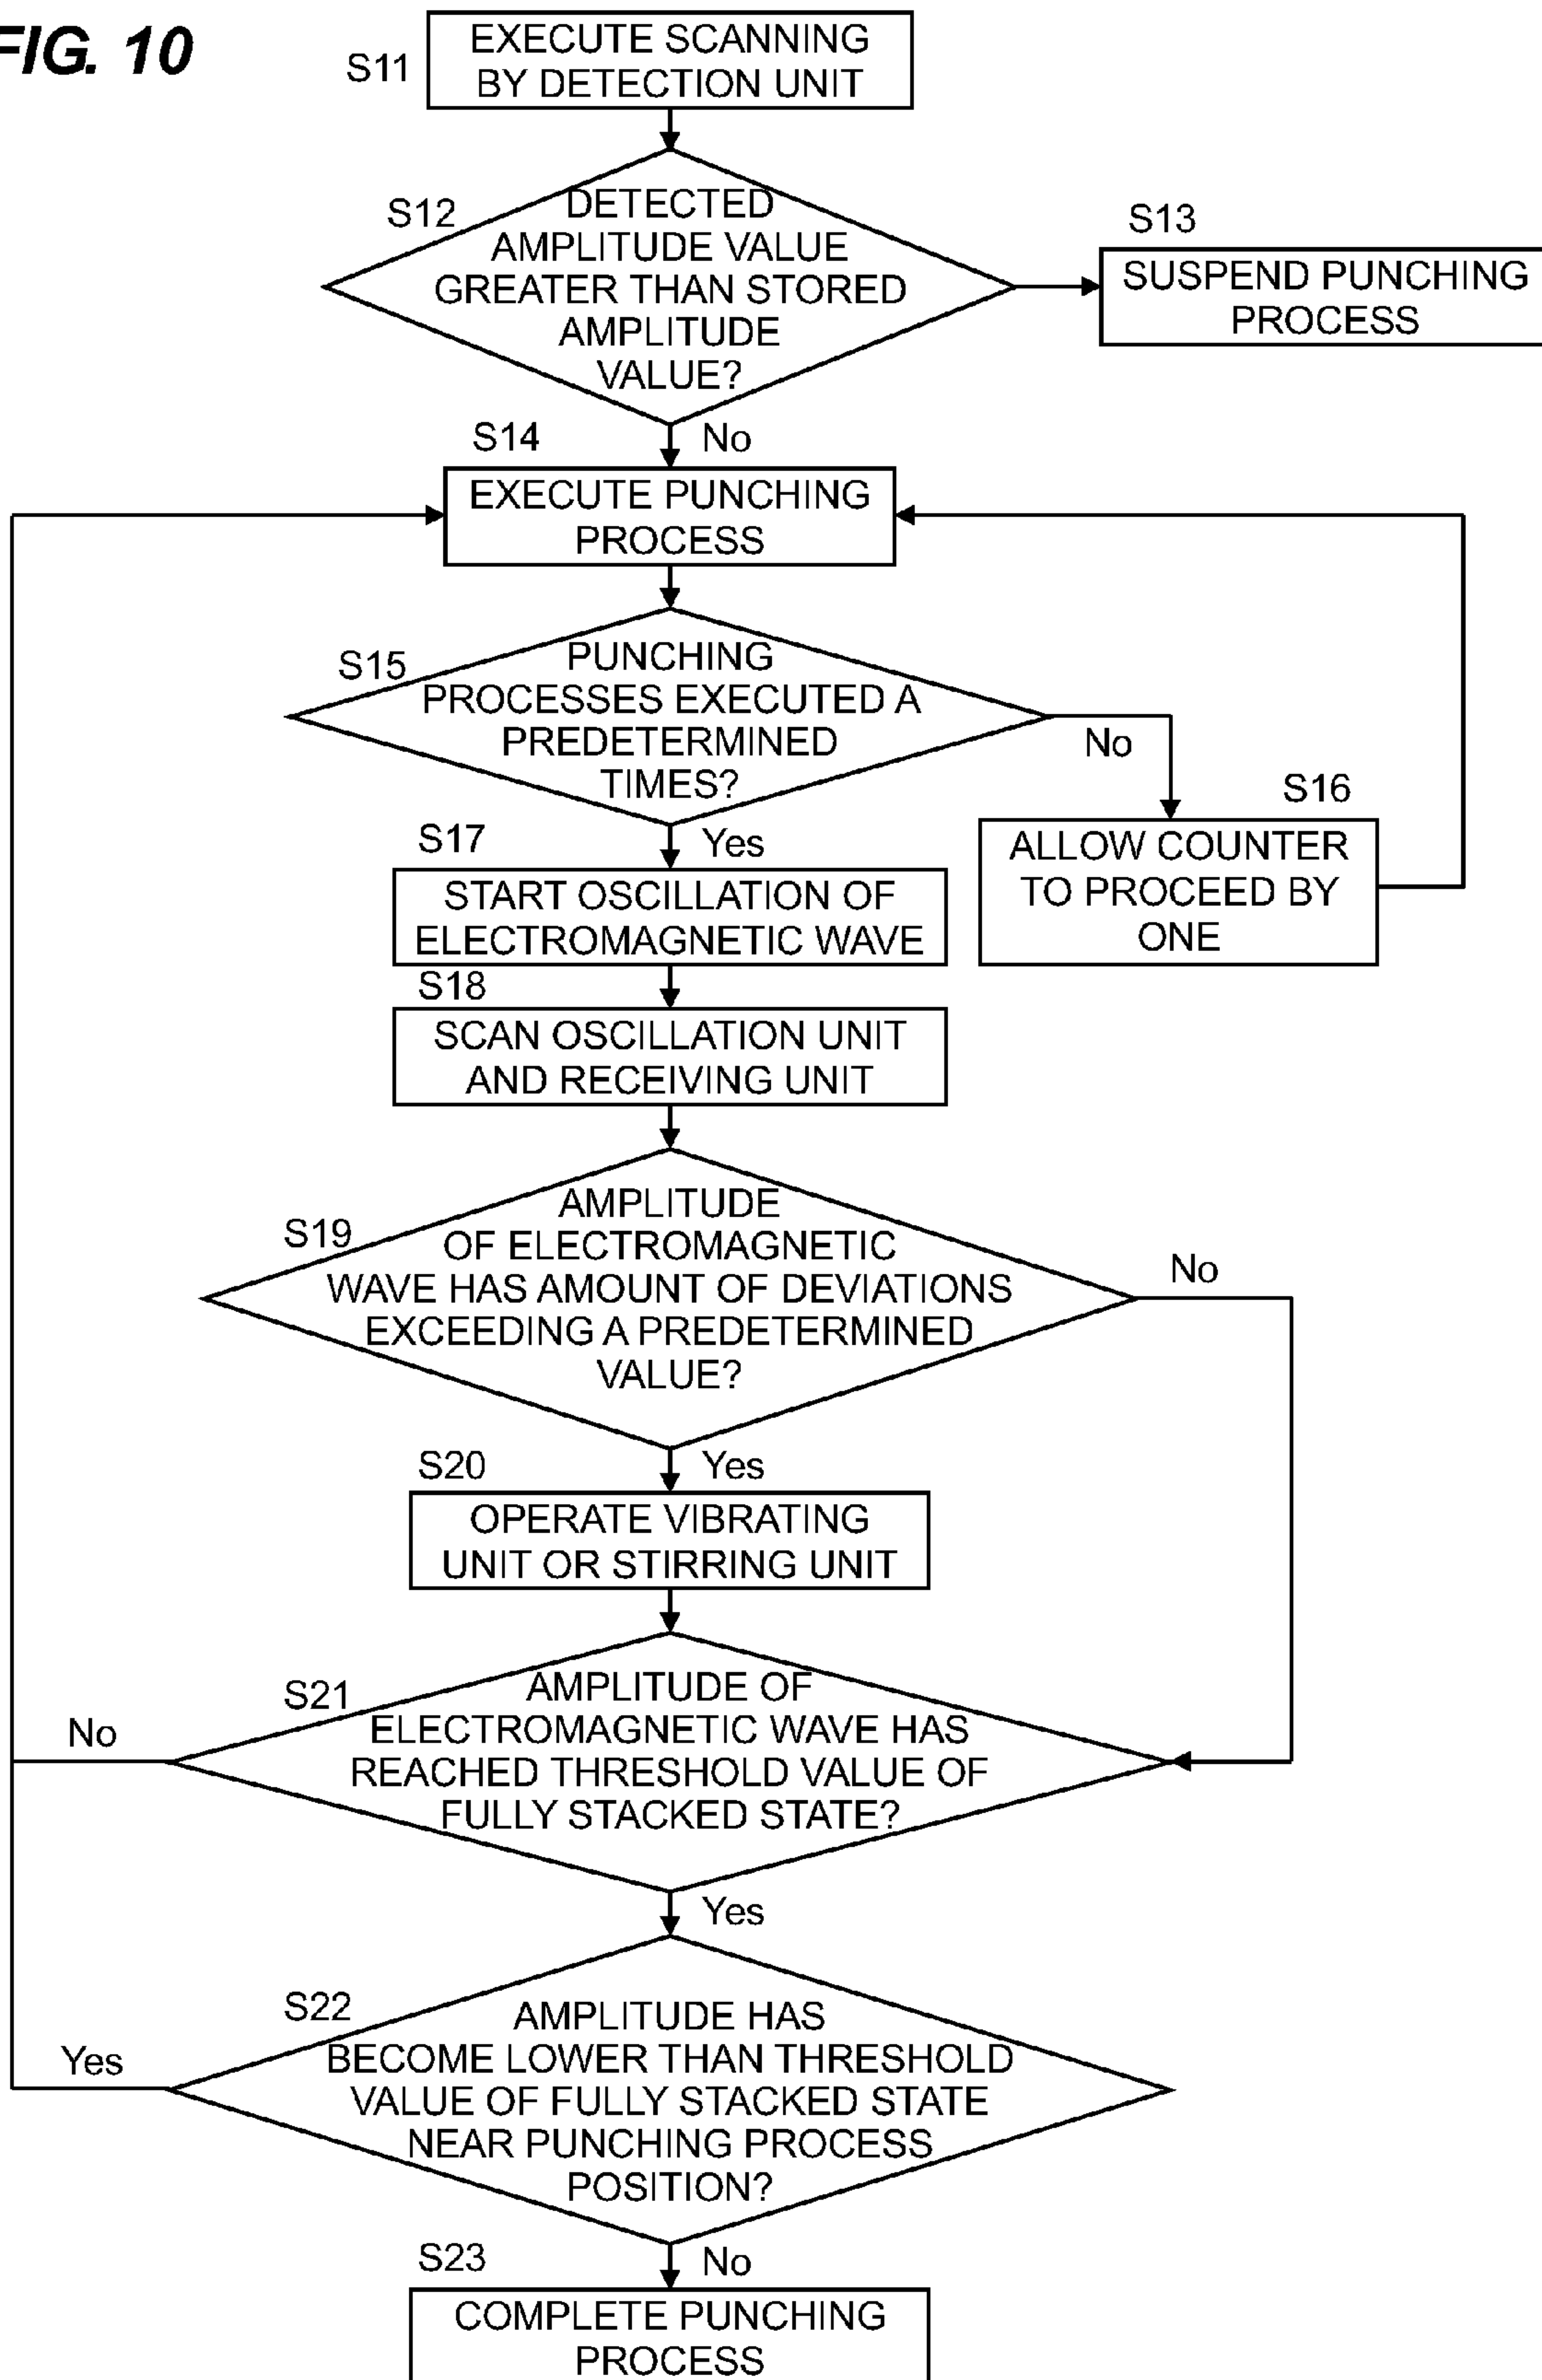 FIG. 10
S11
EXECUTE SCANNING
BY DETECTION UNIT
S12
DETECTED
AMPLITUDE VALUE
GREATER THAN STORED
AMPLITUDE
VALUE?
S13
SUSPEND PUNCHING
PROCESS
No
S14
EXECUTE PUNCHING
PROCESS
S15
PUNCHING
PROCESSES EXECUTED A
PREDETERMINED
TIMES?
No
S16
ALLOW COUNTER
TO PROCEED BY
ONE
Yes
S17
START OSCILLATION OF
ELECTROMAGNETIC WAVE
S18
SCAN OSCILLATION UNIT
AND RECEIVING UNIT
S19
AMPLITUDE
OF ELECTROMAGNETIC
WAVE HAS AMOUNT OF DEVIATIONS
EXCEEDING A PREDETERMINED
VALUE?
No
Yes
S20
OPERATE VIBRATING
UNIT OR STIRRING UNIT
S21
AMPLITUDE OF
ELECTROMAGNETIC WAVE HAS
REACHED THRESHOLD VALUE OF
FULLY STACKED STATE?
No
Yes
S22
AMPLITUDE HAS
BECOME LOWER THAN THRESHOLD
VALUE OF FULLY STACKED STATE
NEAR PUNCHING PROCESS
POSITION?
Yes
No
S23
COMPLETE PUNCHING
PROCESS